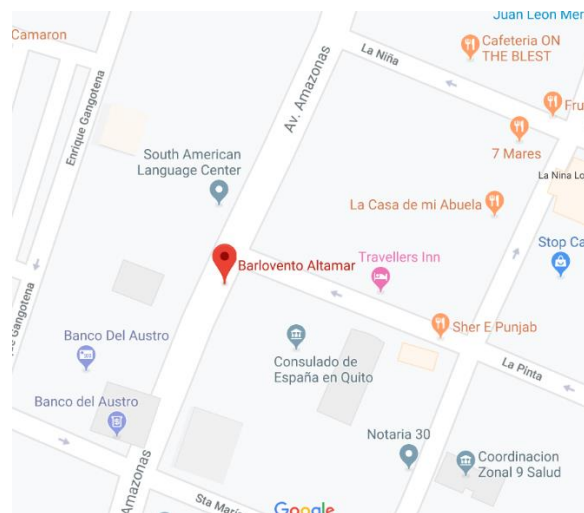 Juan Leon Mer
Camaron
Cafeteria ON
THE BLEST
La Niña
Enrique Gangotena
Av. Amazonas
Fru
7 Mares
South American
Language Center
La Nina Lo
La Casa de mi Abuela
Stop Ca
Travellers Inn
Barlovento Altamar
que Gangotena
Sher E Punjab
Banco Del Austro
Consulado de
España en Quito
La Pinta
Banco del Austro
Notaria 30
Coordinacion
Zonal 9 Salud
Amazonas
Sta Marí
Google